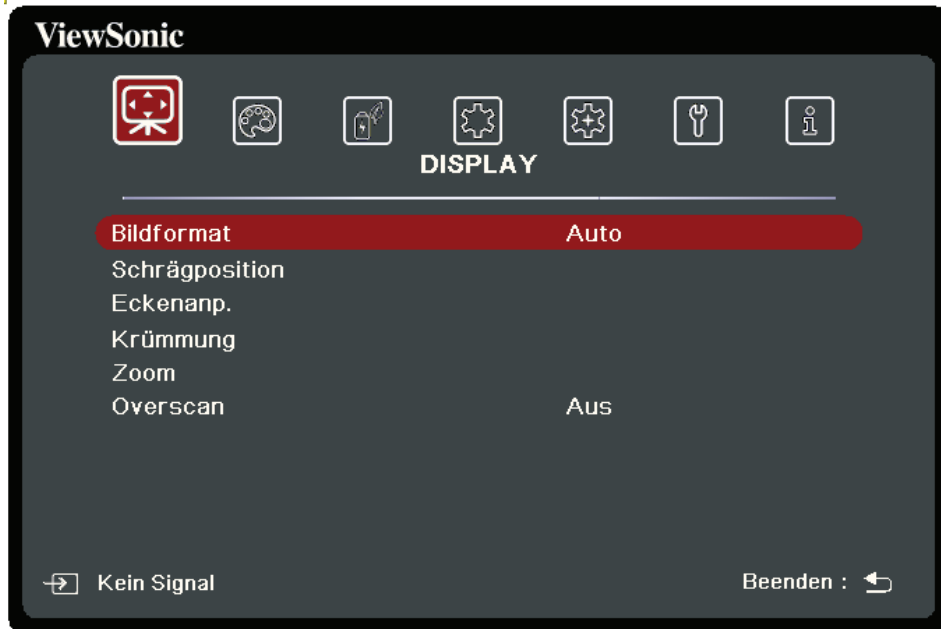 ViewSonic
DISPLAY
Bildformat Auto
Schrägposition
Eckenanp.
Krümmung
Zoom
Overscan Aus
Kein Signal Beenden :